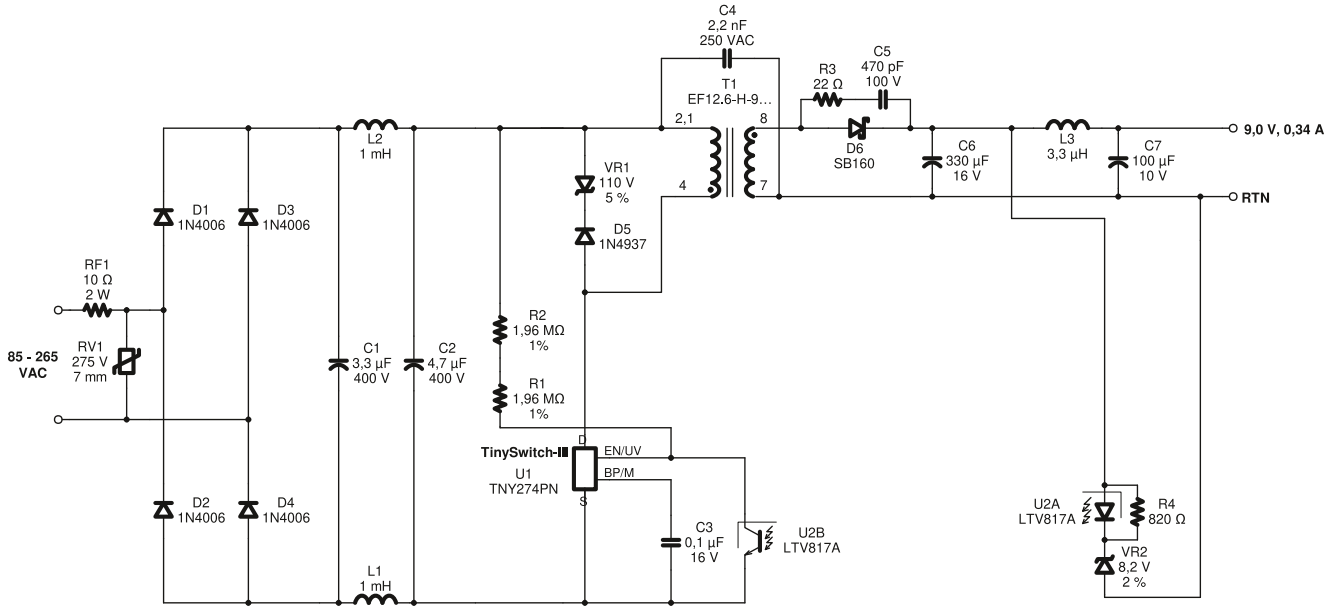 C4
2,2 nF
250 VAC
T1
EF12.6-H-9...
2,1
8
4
7
R3
22 Ω
C5
470 pF
100 V
D6
SB160
L2
1 mH
VR1
110 V
5 %
D5
1N4937
C6
330 µF
16 V
L3
3,3 µH
C7
100 µF
10 V
9,0 V, 0,34 A
RTN
D1
1N4006
D3
1N4006
RF1
10 Ω
2 W
85 - 265
VAC
RV1
275 V
7 mm
C1
3,3 µF
400 V
C2
4,7 µF
400 V
R2
1,96 MΩ
1%
R1
1,96 MΩ
1%
D
TinySwitch-III
EN/UV
BP/M
U1
TNY274PN
S
D2
1N4006
D4
1N4006
C3
0,1 µF
16 V
U2B
LTV817A
U2A
LTV817A
R4
820 Ω
VR2
8,2 V
2 %
L1
1 mH